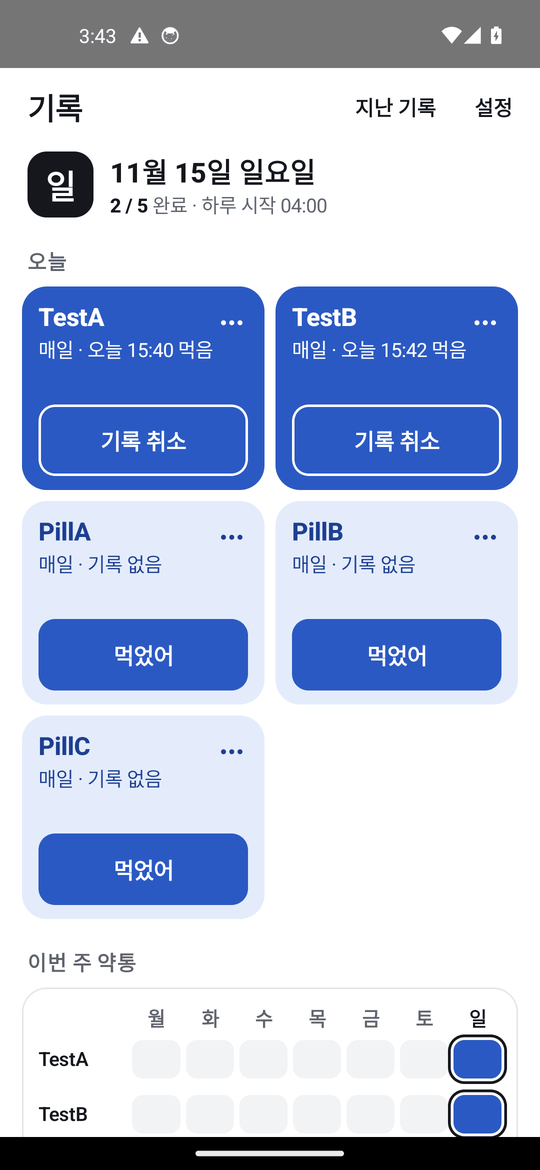 3:43
기록
지난 기록
설정
일
11월 15일 일요일
2 / 5 완료 · 하루 시작 04:00
오늘
TestA
매일 · 오늘 15:40 먹음
기록 취소
TestB
매일 · 오늘 15:42 먹음
기록 취소
PillA
매일 · 기록 없음
먹었어
PillB
매일 · 기록 없음
먹었어
PillC
매일 · 기록 없음
먹었어
이번 주 약통
월 화 수 목 금 토 일
TestA
TestB